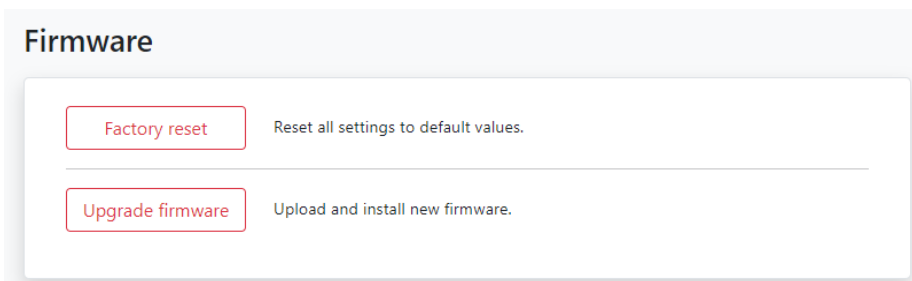 Firmware
Factory reset Reset all settings to default values.
Upgrade firmware Upload and install new firmware.